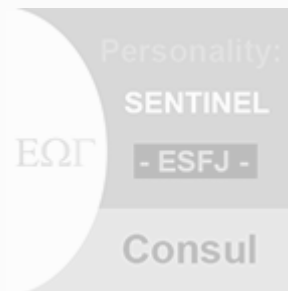 Personality:
SENTINEL
ΕΩΓ
- ESFJ -
Consul